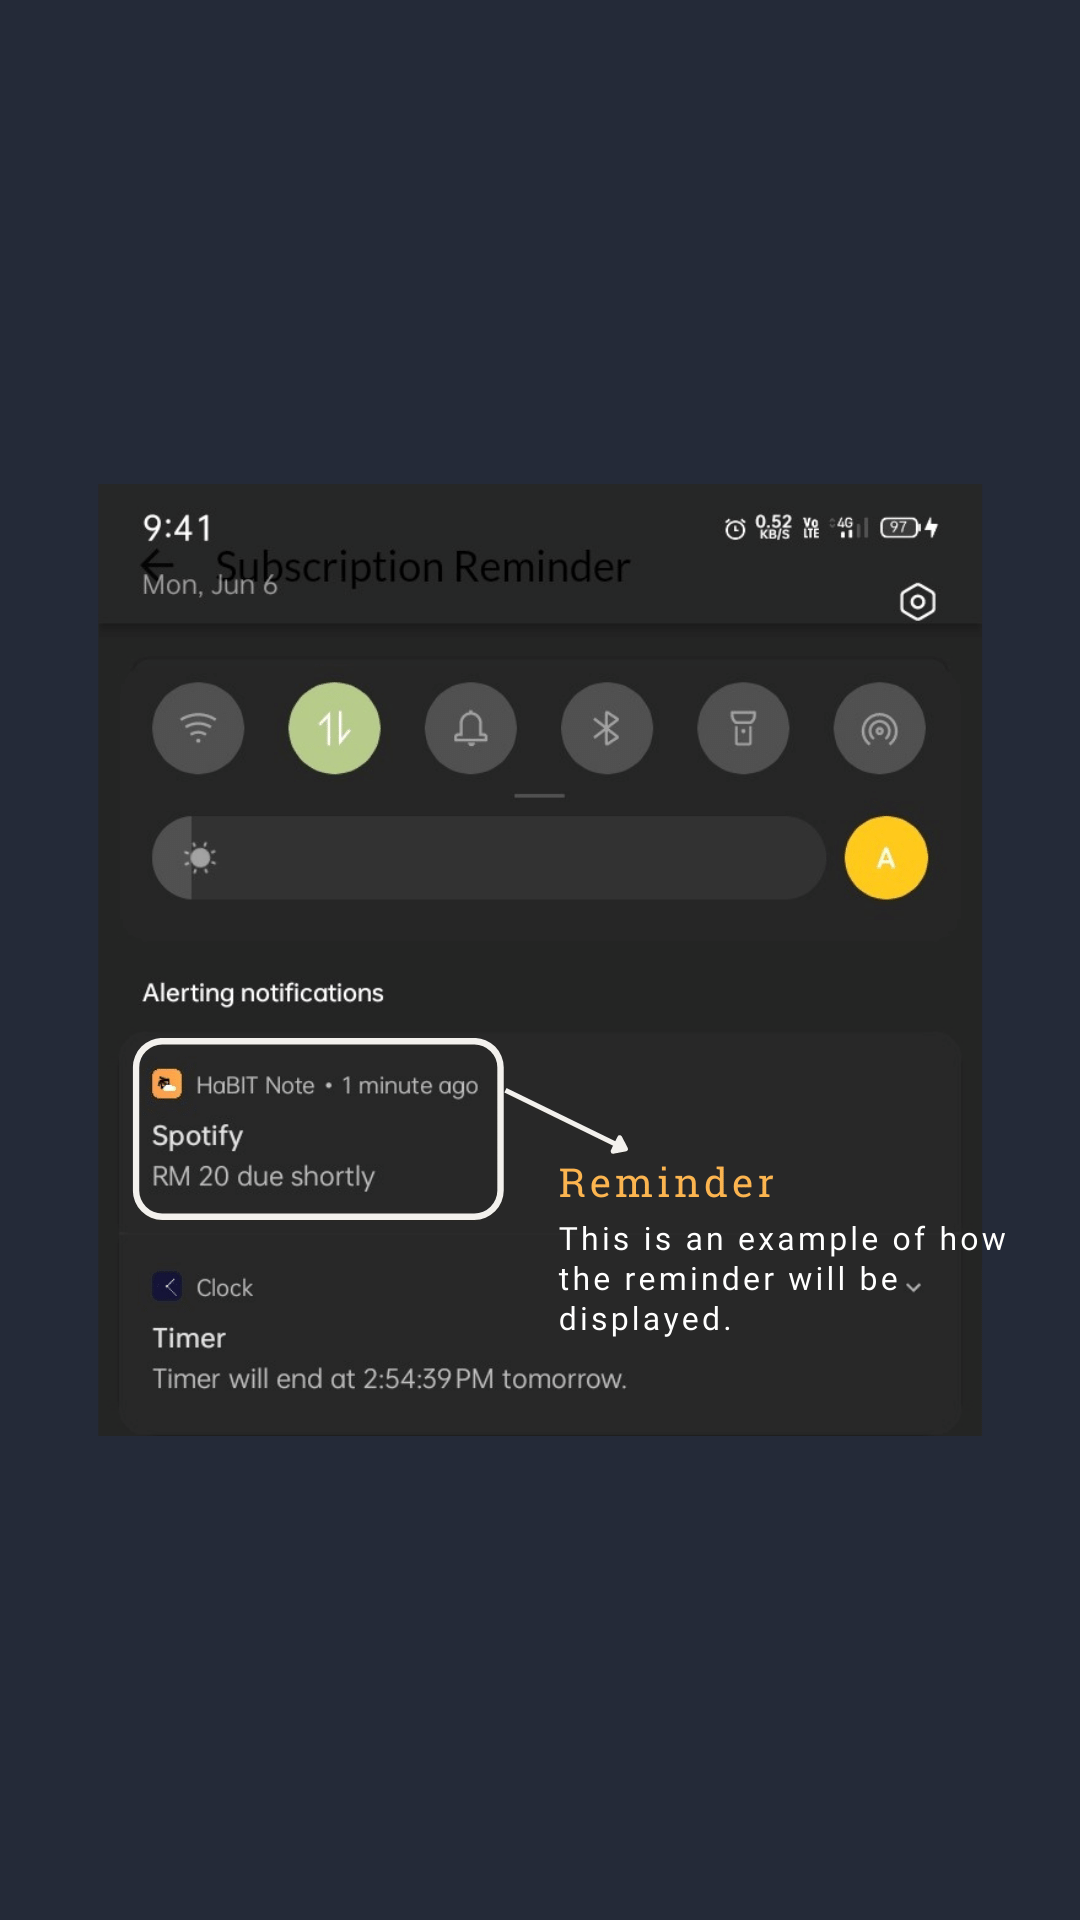 9:41
0.52
KB/S
Vo
LTE
4G
97
Subscription Reminder
Mon, Jun 6
A
Alerting notifications
HaBIT Note • 1 minute ago
Spotify
RM 20 due shortly
Reminder
This is an example of how
the reminder will be
displayed.
Clock
Timer
Timer will end at 2:54:39 PM tomorrow.